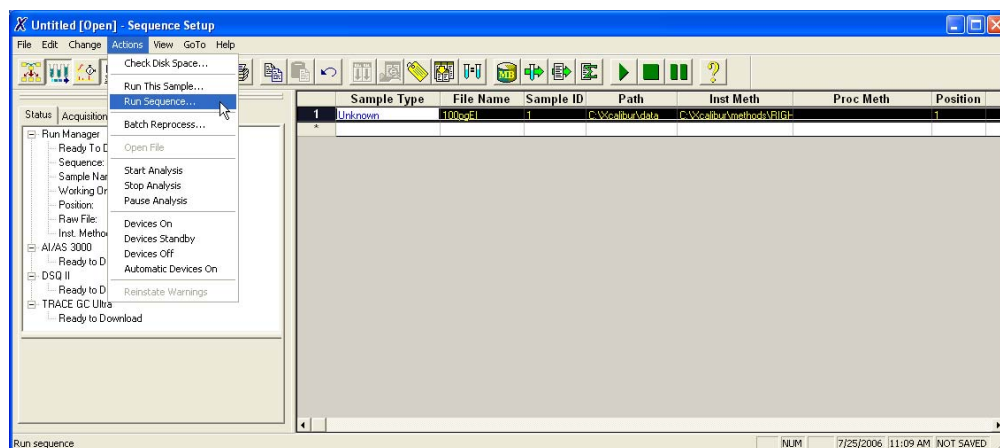 Untitled [Open] - Sequence Setup
File Edit Change Actions View GoTo Help
Check Disk Space...
Run This Sample...
Run Sequence...
Batch Reprocess...
Open File
Start Analysis
Stop Analysis
Pause Analysis
Devices On
Devices Standby
Devices Off
Automatic Devices On
Reinstate Warnings
Status Acquisition
Run Manager
Ready To D
Sequence:
Sample Nar
Working Or
Position:
Raw File:
Inst. Metho
AI/AS 3000
Ready to D
DSQ II
Ready to D
TRACE GC Ultra
Ready to Download
MB
Sample Type File Name Sample ID Path Inst Meth Proc Meth Position
1 Unknown 100pgEI 1 C:\Xcalibur\data C:\Xcalibur\methods\RIGH 1
*
Run sequence NUM 7/25/2006 11:09 AM NOT SAVED